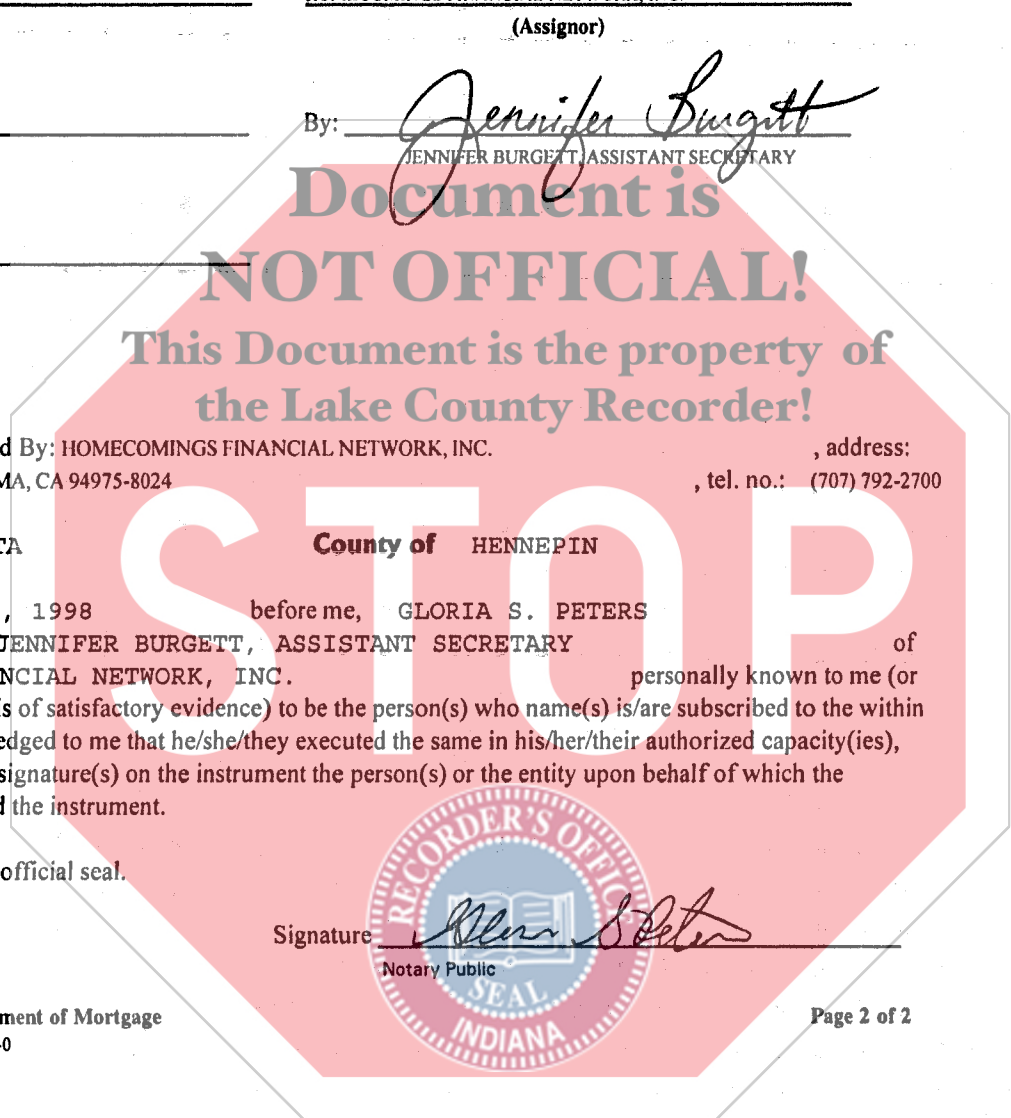 (Assignor)
By: Jennifer Burgett
JENNIFER BURGETT, ASSISTANT SECRETARY
Document is
NOT OFFICIAL!
This Document is the property of
the Lake County Recorder!
d By: HOMECOMINGS FINANCIAL NETWORK, INC. , address:
MA, CA 94975-8024 , tel. no.: (707) 792-2700
STOP
TA County of HENNEPIN
, 1998 before me, GLORIA S. PETERS
JENNIFER BURGETT, ASSISTANT SECRETARY of
NCIAL NETWORK, INC. personally known to me (or
is of satisfactory evidence) to be the person(s) who name(s) is/are subscribed to the within
edged to me that he/she/they executed the same in his/her/their authorized capacity(ies),
signature(s) on the instrument the person(s) or the entity upon behalf of which the
d the instrument.
official seal.
RECORDER'S OFFICE
Signature Gloria S Peters
Notary Public
SEAL
INDIANA
ment of Mortgage Page 2 of 2
-0